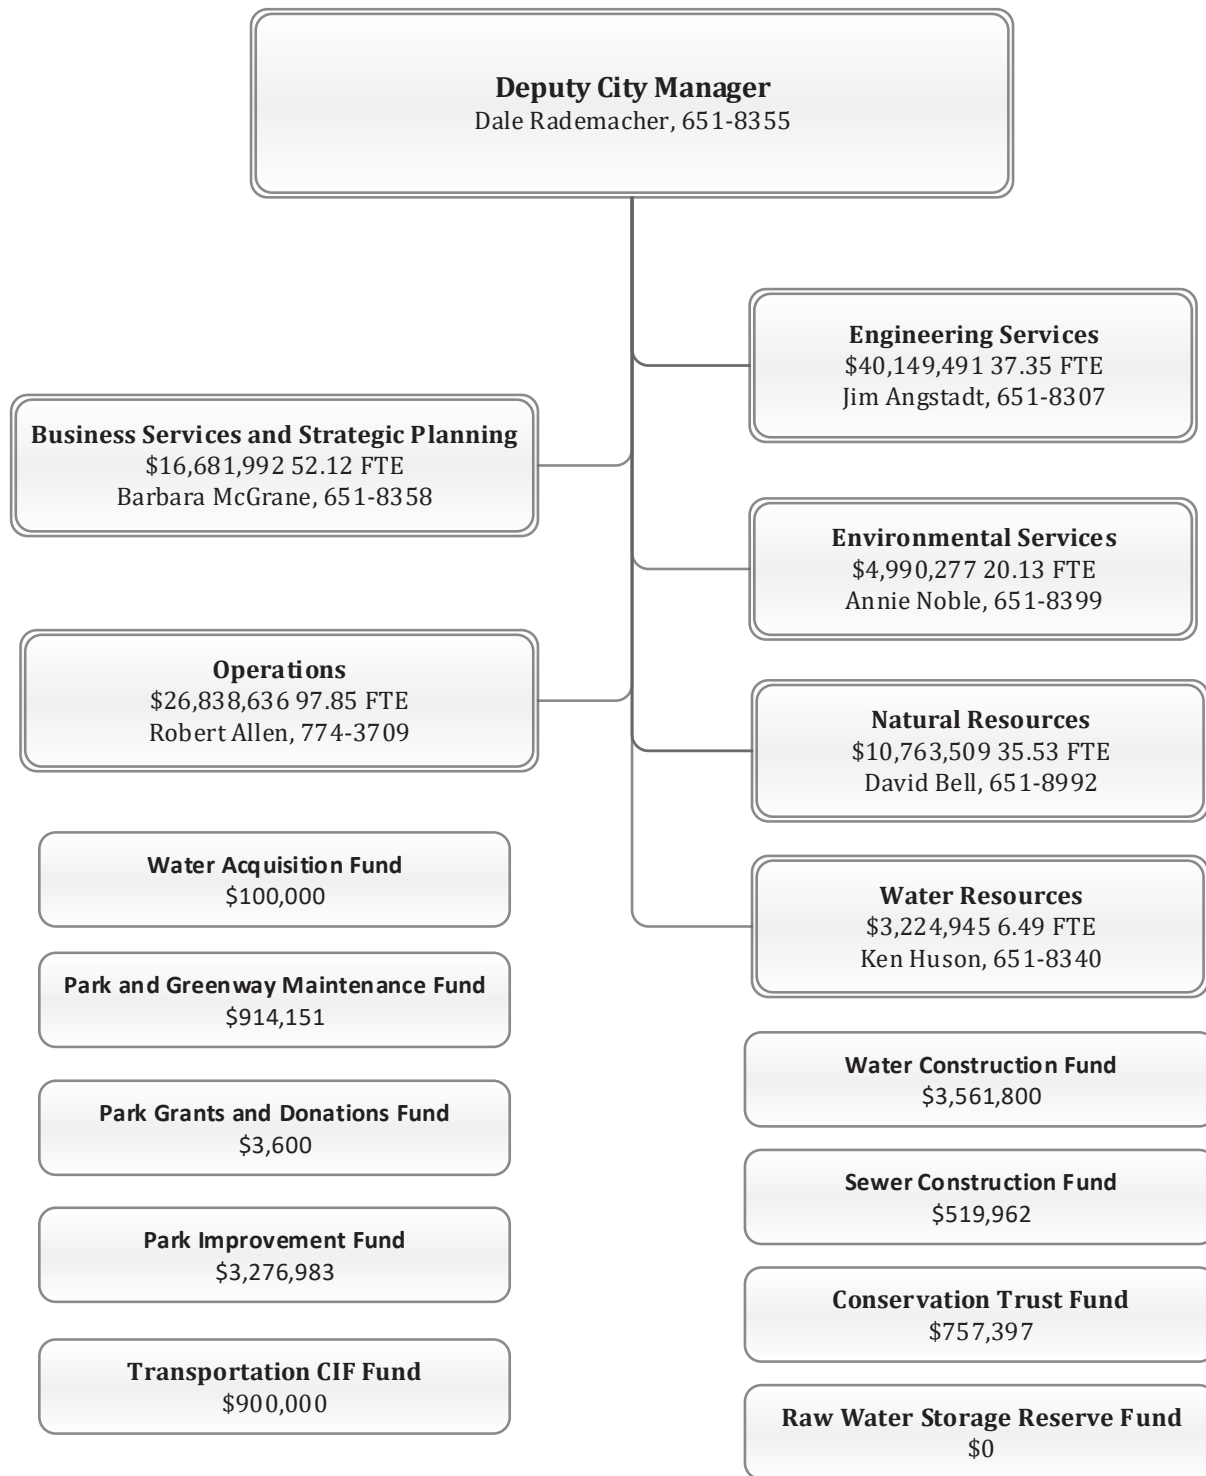 Deputy City Manager
Dale Rademacher, 651-8355
Engineering Services
$40,149,491 37.35 FTE
Jim Angstadt, 651-8307
Business Services and Strategic Planning
$16,681,992 52.12 FTE
Barbara McGrane, 651-8358
Environmental Services
$4,990,277 20.13 FTE
Annie Noble, 651-8399
Operations
$26,838,636 97.85 FTE
Robert Allen, 774-3709
Natural Resources
$10,763,509 35.53 FTE
David Bell, 651-8992
Water Acquisition Fund
$100,000
Water Resources
$3,224,945 6.49 FTE
Ken Huson, 651-8340
Park and Greenway Maintenance Fund
$914,151
Water Construction Fund
$3,561,800
Park Grants and Donations Fund
$3,600
Sewer Construction Fund
$519,962
Park Improvement Fund
$3,276,983
Conservation Trust Fund
$757,397
Transportation CIF Fund
$900,000
Raw Water Storage Reserve Fund
$0